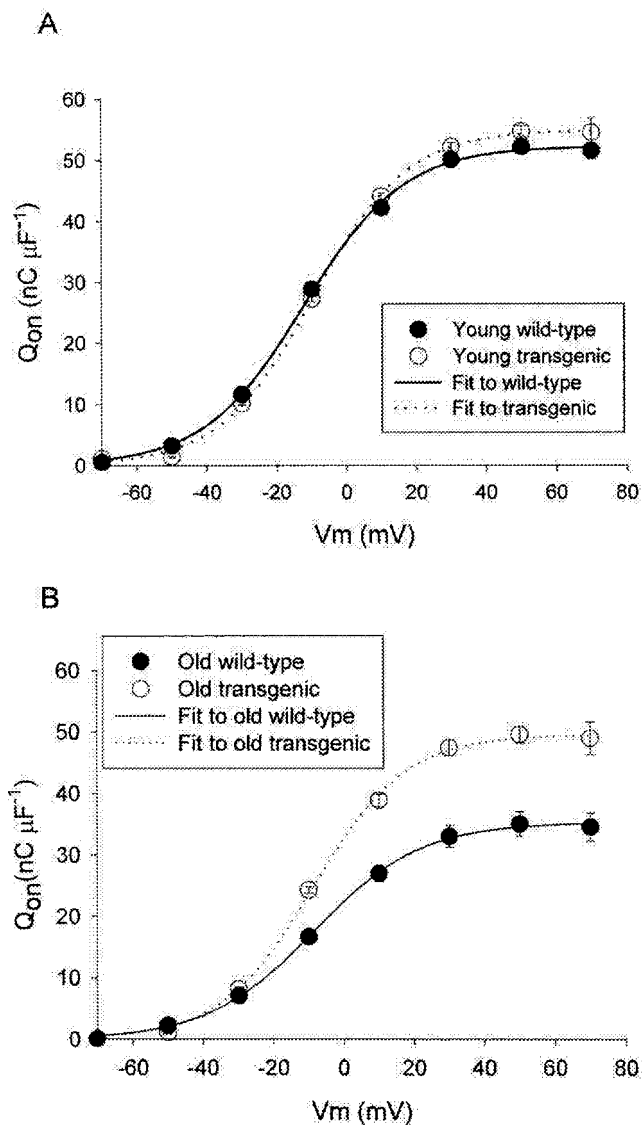 A
60
50
40
30
20
10
0
Qon (nC µF⁻¹)
Young wild-type
Young transgenic
Fit to wild-type
Fit to transgenic
-60 -40 -20 0 20 40 60 80
Vm (mV)
B
Old wild-type
Old transgenic
Fit to old wild-type
Fit to old transgenic
60
50
40
30
20
10
0
Qon(nC µF⁻¹)
-60 -40 -20 0 20 40 60 80
Vm (mV)